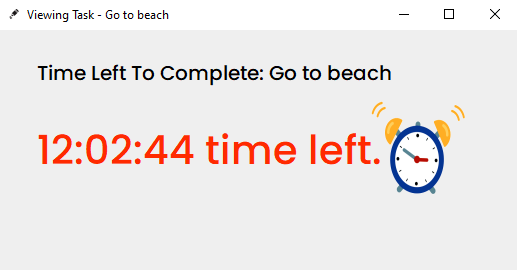 Viewing Task - Go to beach
Time Left To Complete: Go to beach
12:02:44 time left.